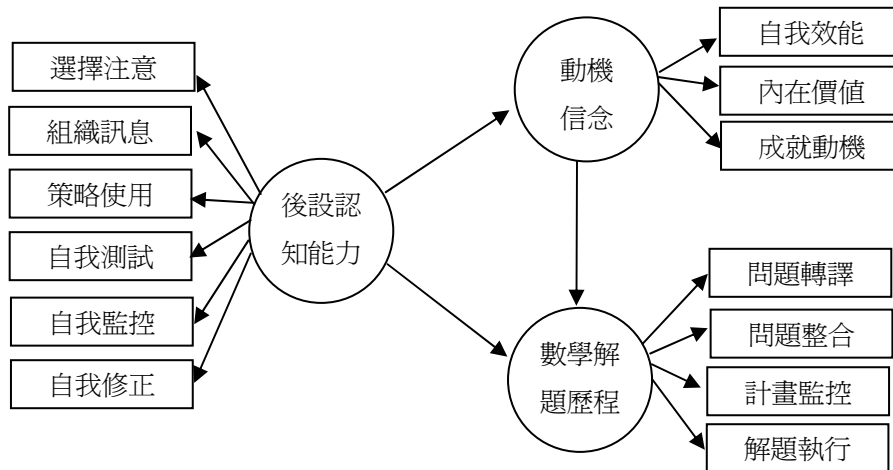 選擇注意
組織訊息
策略使用
自我測試
自我監控
自我修正
後設認
知能力
動機
信念
自我效能
內在價值
成就動機
數學解
題歷程
問題轉譯
問題整合
計畫監控
解題執行